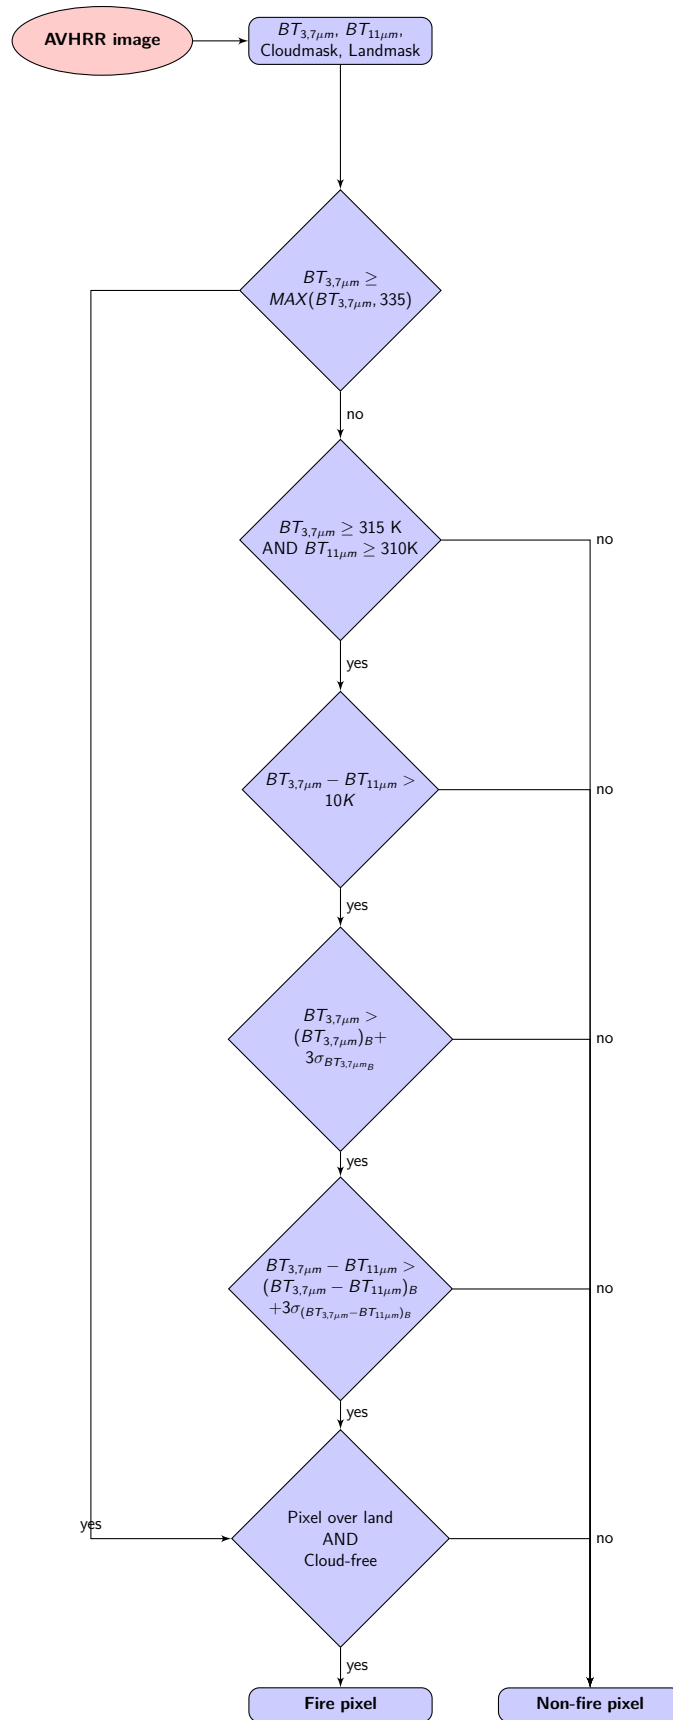 AVHRR image
BT₃,₇μm, BT₁₁μm,
Cloudmask, Landmask
BT₃,₇μm ≥
MAX(BT₃,₇μm, 335)
no
BT₃,₇μm ≥ 315 K
AND BT₁₁μm ≥ 310K
no
yes
BT₃,₇μm − BT₁₁μm >
10K
no
yes
BT₃,₇μm >
(BT₃,₇μm)B+
3σBT₃,₇μmB
no
yes
BT₃,₇μm − BT₁₁μm >
(BT₃,₇μm − BT₁₁μm)B
+3σ(BT₃,₇μm−BT₁₁μm)B
no
yes
yes
Pixel over land
AND
Cloud-free
no
yes
Fire pixel
Non-fire pixel